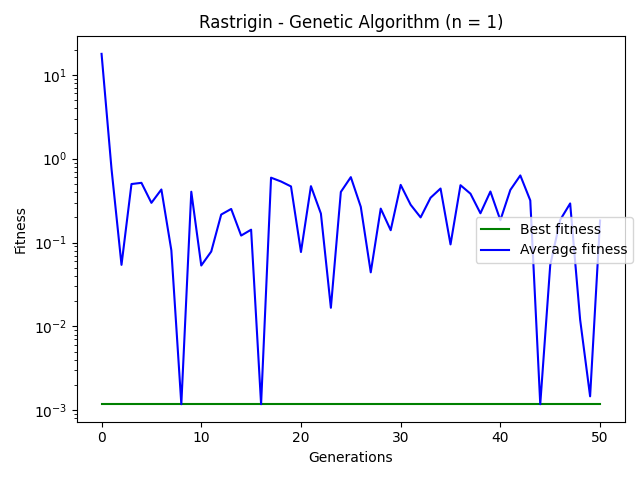 Rastrigin - Genetic Algorithm (n = 1)
Fitness
10¹
10⁰
10⁻¹
10⁻²
10⁻³
Best fitness
Average fitness
0 10 20 30 40 50
Generations